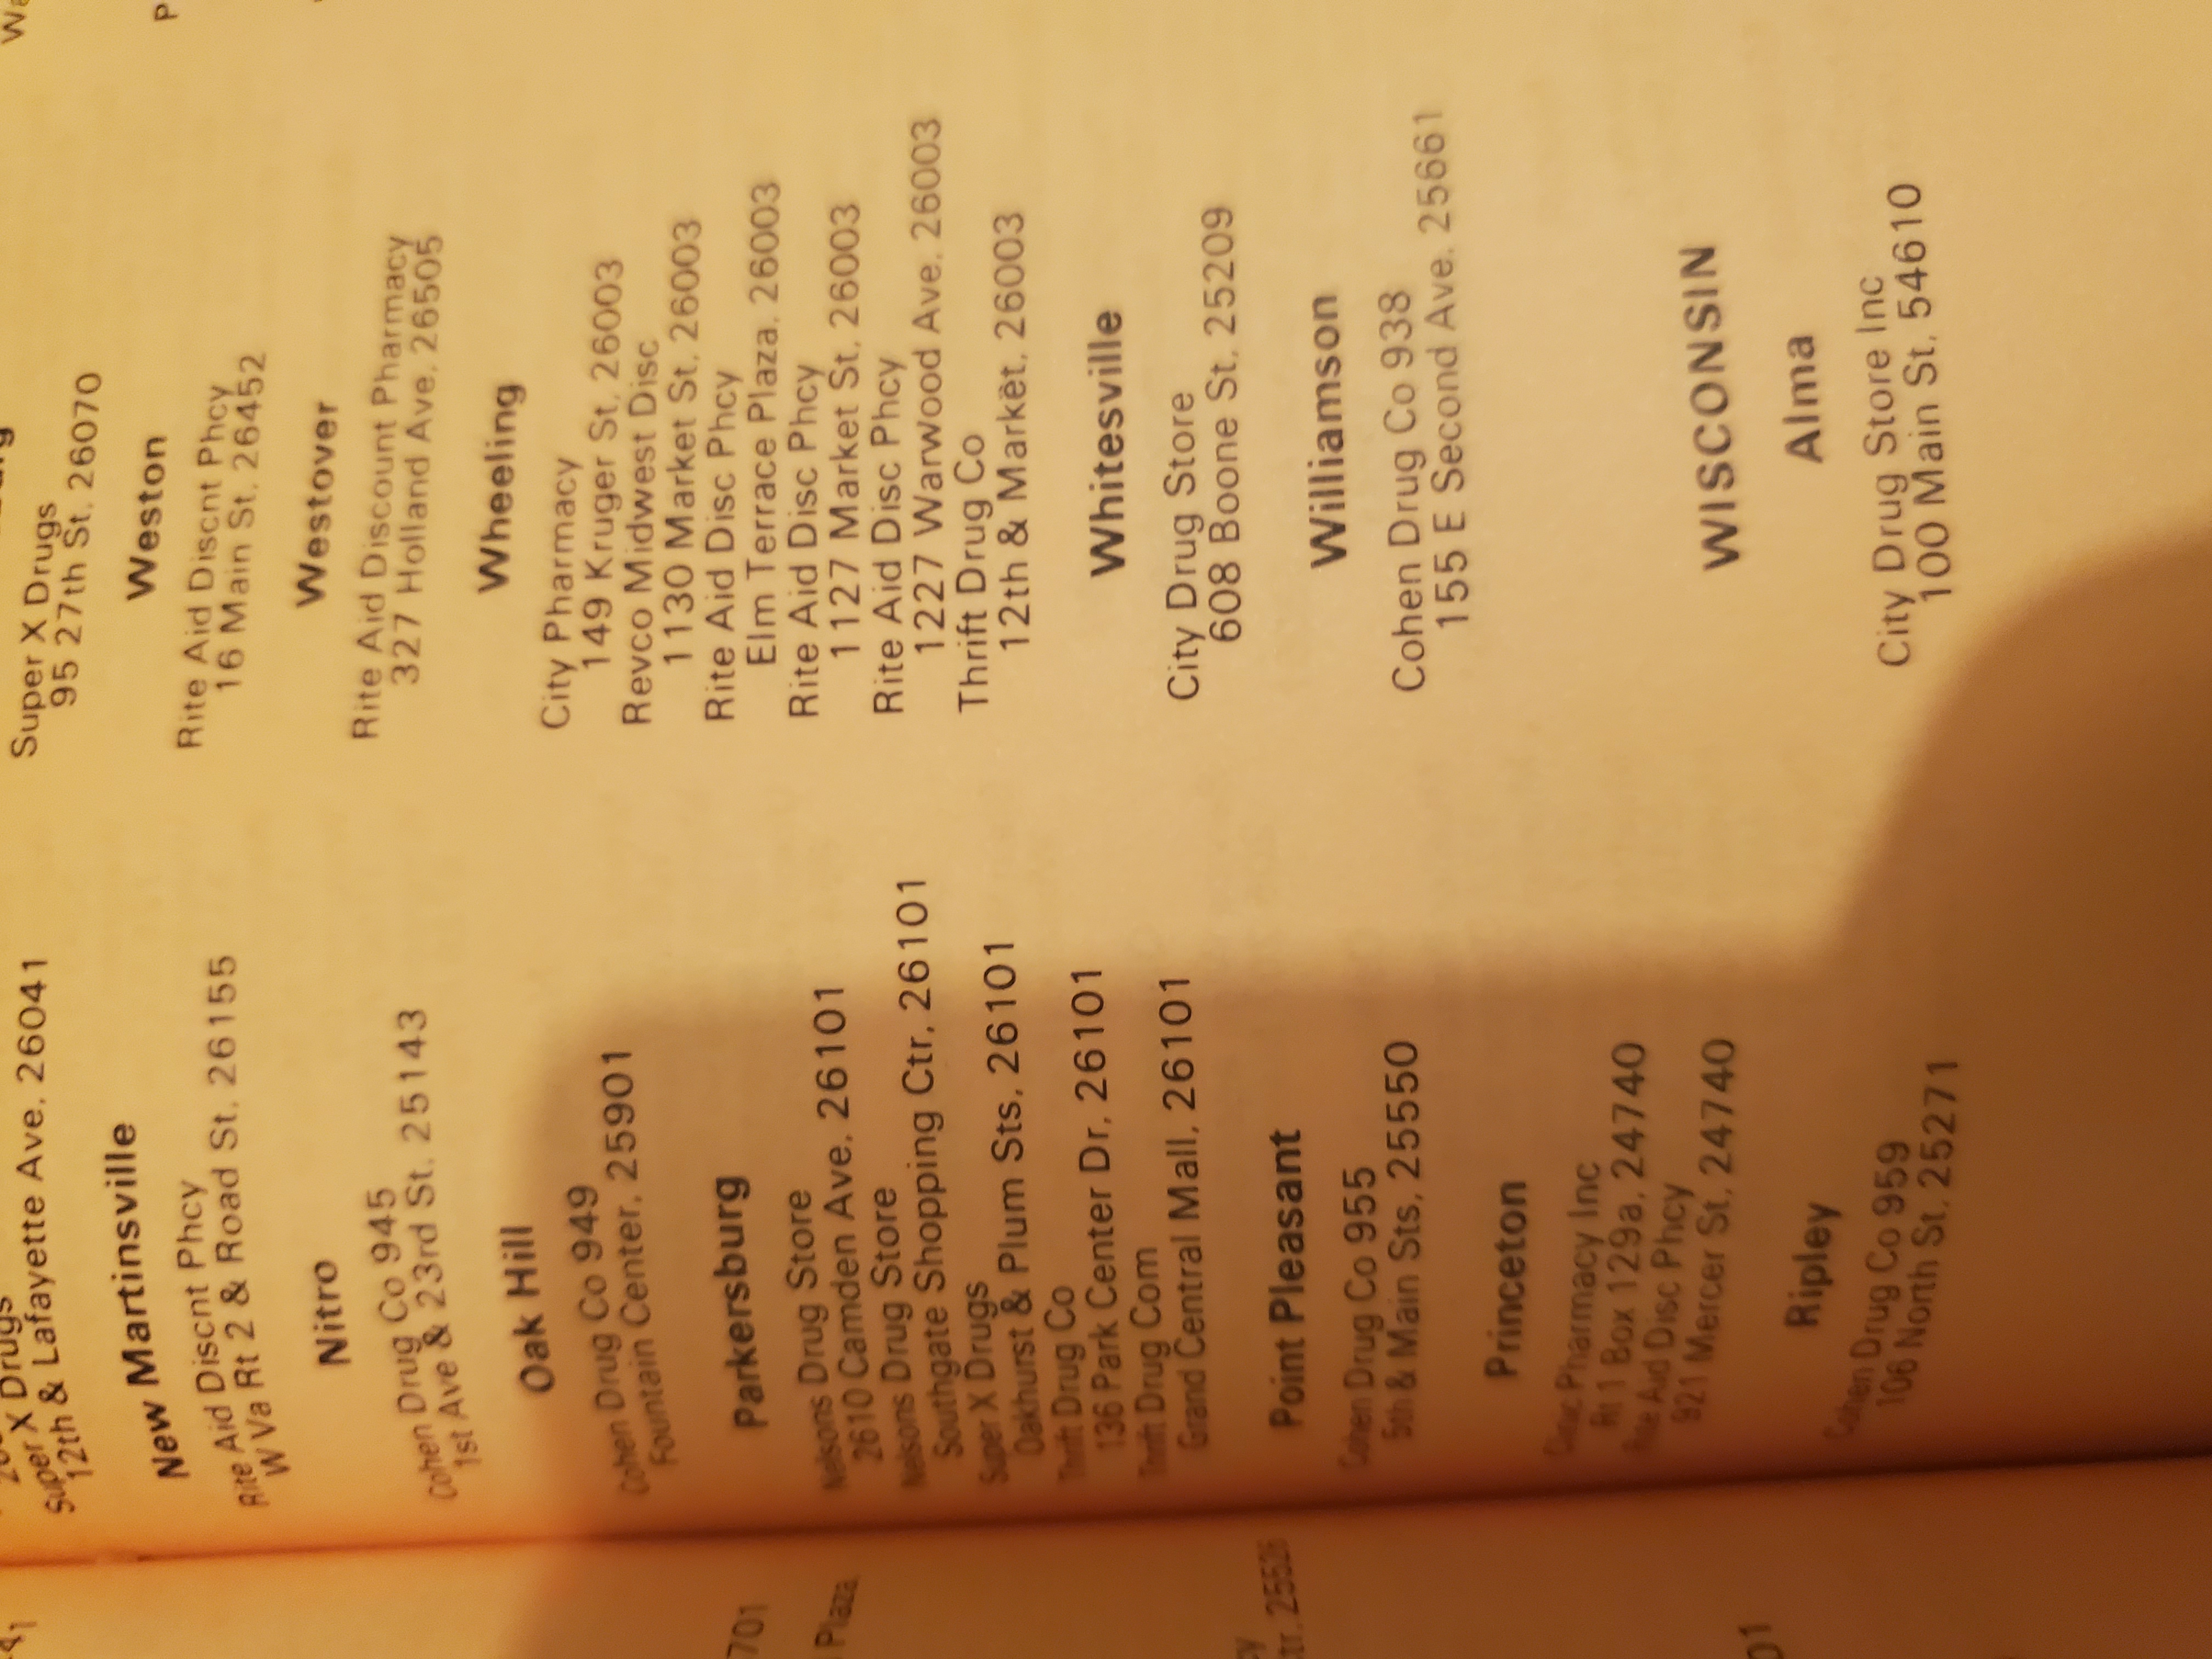 Super X Drugs
12th & Lafayette Ave, 26041
New Martinsville
Rite Aid Discnt Phcy
W Va Rt 2 & Road St. 26155
Nitro
Cohen Drug Co 945
1st Ave & 23rd St. 25143
Oak Hill
Cohen Drug Co 949
Fountain Center, 25901
Parkersburg
Nelsons Drug Store
2610 Camden Ave, 26101
Nelsons Drug Store
Southgate Shopping Ctr, 26101
Super X Drugs
Oakhurst & Plum Sts, 26101
Thrift Drug Co
136 Park Center Dr, 26101
Thrift Drug Com
Grand Central Mall, 26101
Point Pleasant
Cohen Drug Co 955
5th & Main Sts, 25550
Princeton
Pharmacy Inc
Rt 1 Box 129a, 24740
Rite Aid Disc Phcy
921 Mercer St, 24740
Ripley
Cohen Drug Co 959
106 North St, 25271
Super X Drugs
95 27th St, 26070
Weston
Rite Aid Discnt Phcy
16 Main St, 26452
Westover
Rite Aid Discount Pharmacy
327 Holland Ave, 26505
Wheeling
City Pharmacy
149 Kruger St, 26003
Revco Midwest Disc
1130 Market St, 26003
Rite Aid Disc Phcy
Elm Terrace Plaza, 26003
Rite Aid Disc Phcy
1127 Market St, 26003
Rite Aid Disc Phcy
1227 Warwood Ave, 26003
Thrift Drug Co
12th & Market, 26003
Whitesville
City Drug Store
608 Boone St, 25209
Williamson
Cohen Drug Co 938
155 E Second Ave, 25661
WISCONSIN
Alma
City Drug Store Inc
100 Main St, 54610
701
Plaza